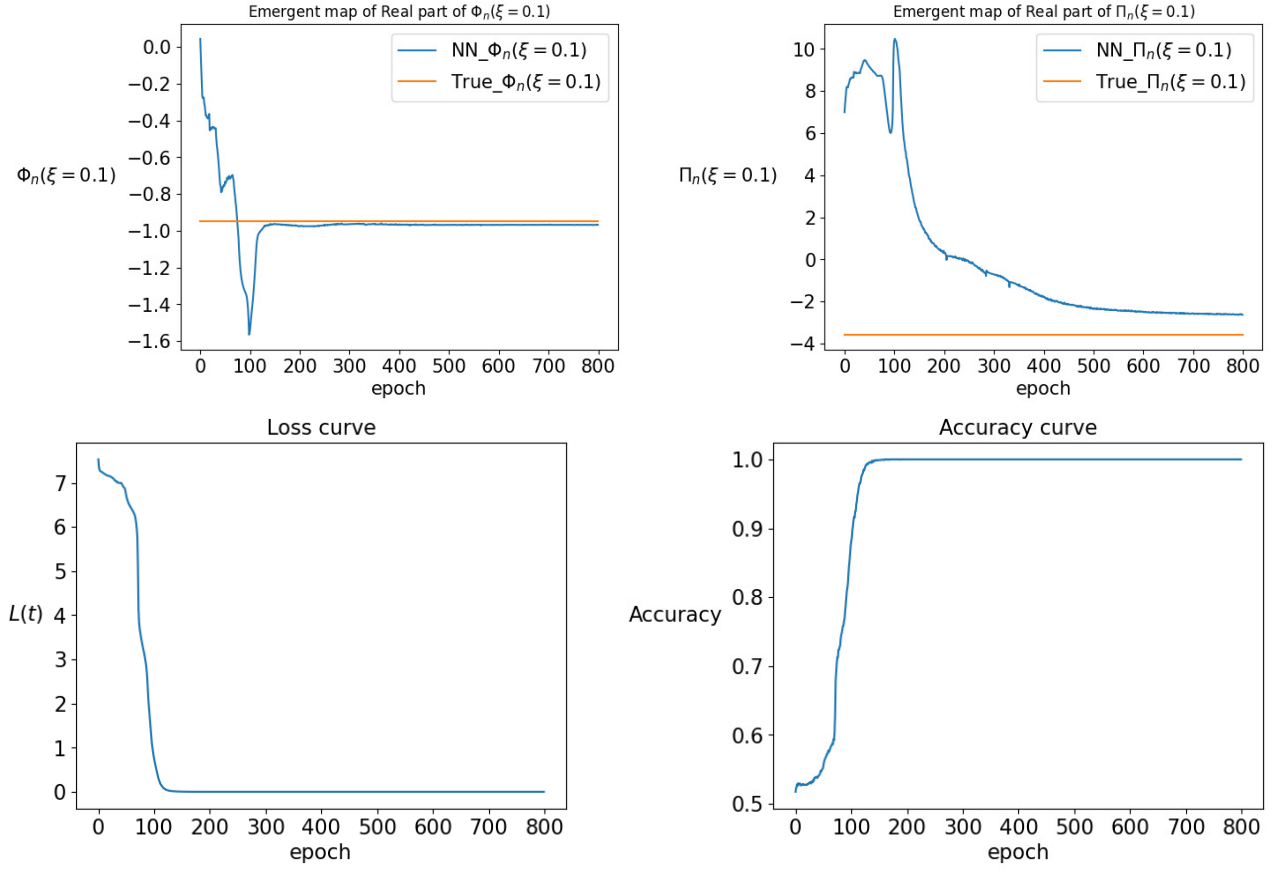 Emergent map of Real part of Φₙ(ξ = 0.1)
NN_Φₙ(ξ = 0.1)
True_Φₙ(ξ = 0.1)
0.0
−0.2
−0.4
−0.6
−0.8
−1.0
−1.2
−1.4
−1.6
Φₙ(ξ = 0.1)
0 100 200 300 400 500 600 700 800
epoch
Emergent map of Real part of Πₙ(ξ = 0.1)
NN_Πₙ(ξ = 0.1)
True_Πₙ(ξ = 0.1)
10
8
6
4
2
0
−2
−4
Πₙ(ξ = 0.1)
0 100 200 300 400 500 600 700 800
epoch
Loss curve
7
6
5
4
3
2
1
0
L(t)
0 100 200 300 400 500 600 700 800
epoch
Accuracy curve
1.0
0.9
0.8
0.7
0.6
0.5
Accuracy
0 100 200 300 400 500 600 700 800
epoch